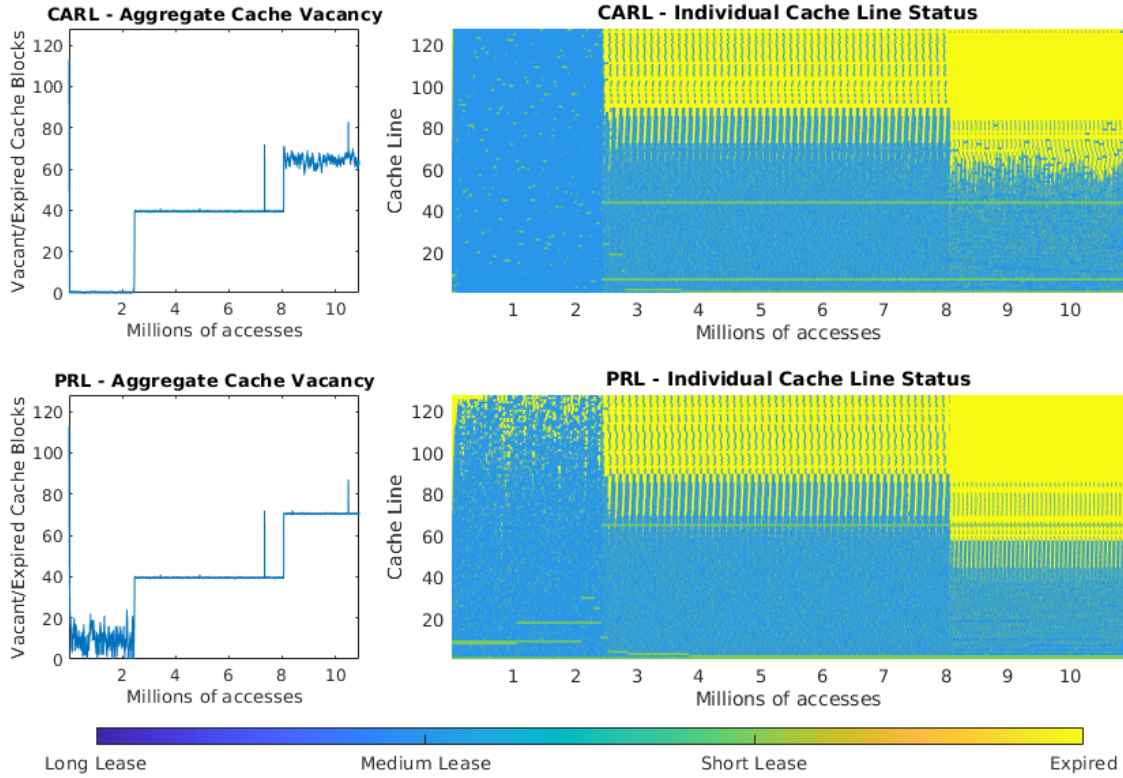 CARL - Aggregate Cache Vacancy
Vacant/Expired Cache Blocks
120
100
80
60
40
20
0
2 4 6 8 10
Millions of accesses
CARL - Individual Cache Line Status
Cache Line
120
100
80
60
40
20
1 2 3 4 5 6 7 8 9 10
Millions of accesses
PRL - Aggregate Cache Vacancy
Vacant/Expired Cache Blocks
120
100
80
60
40
20
0
2 4 6 8 10
Millions of accesses
PRL - Individual Cache Line Status
Cache Line
120
100
80
60
40
20
1 2 3 4 5 6 7 8 9 10
Millions of accesses
Long Lease Medium Lease Short Lease Expired